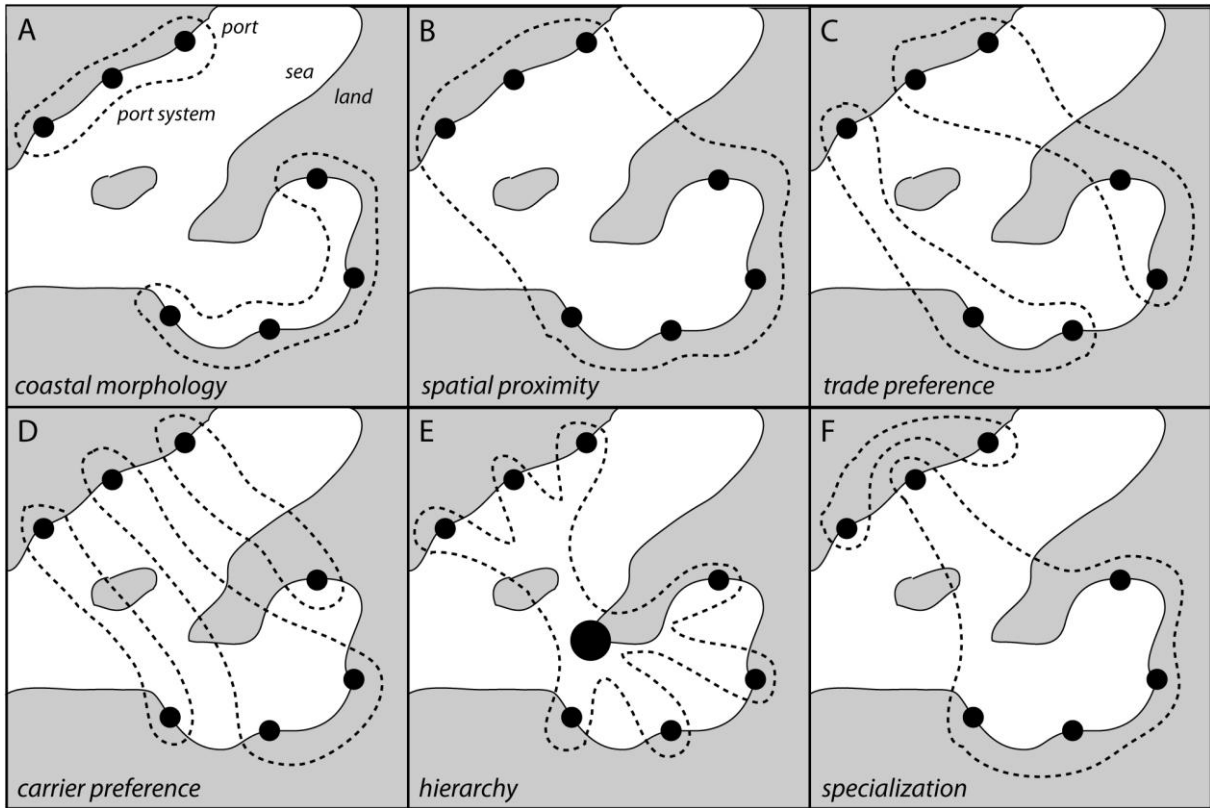 A
port
sea
land
port system
coastal morphology
B
spatial proximity
C
trade preference
D
carrier preference
E
hierarchy
F
specialization